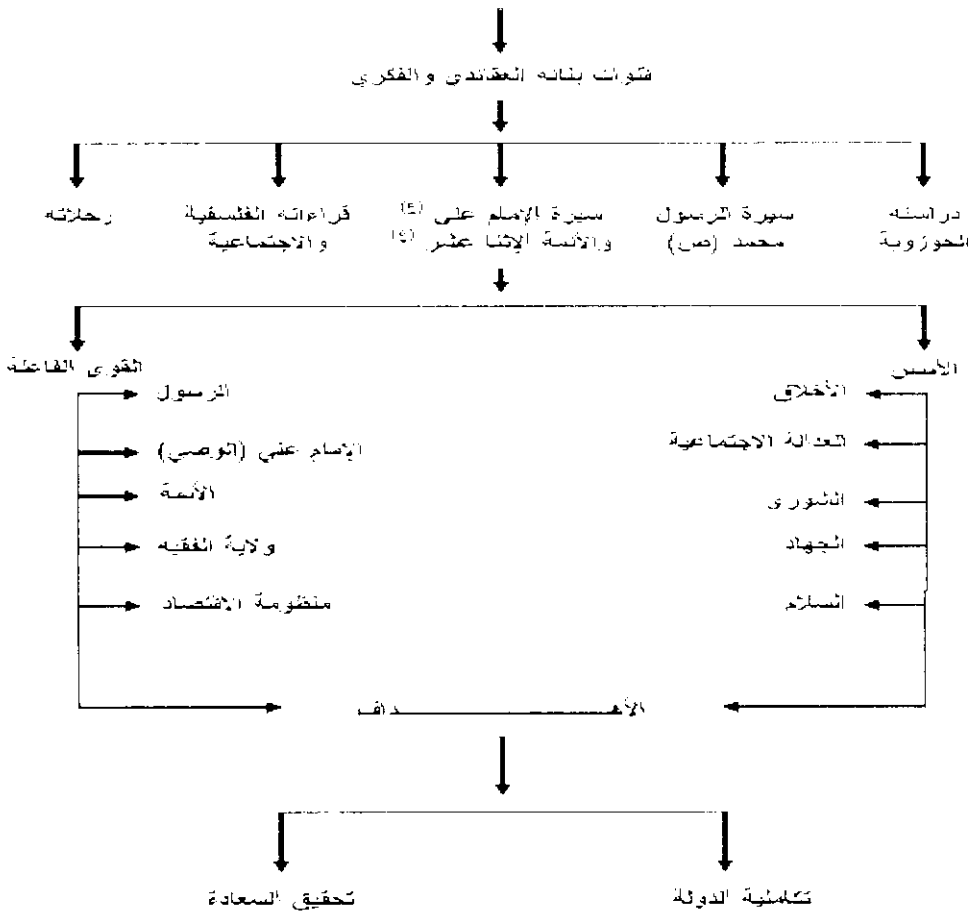 قنوات بنائه العقائدي والفكري
دراسته
الحوزوية
سيرة الرسول
محمد (ص)
سيرة الإمام علي (ع)
والأئمة الإثنا عشر (ع)
قراءاته الفلسفية
والاجتماعية
رحلاته
الأسس
الأخلاق
العدالة الاجتماعية
الشورى
الجهاد
السلام
القوى الفاعلة
الرسول
الإمام علي (الوصي)
الأئمة
ولاية الفقيه
منظومة الاقتصاد
الأهـــــــــداف
تكاملية الدولة
تحقيق السعادة